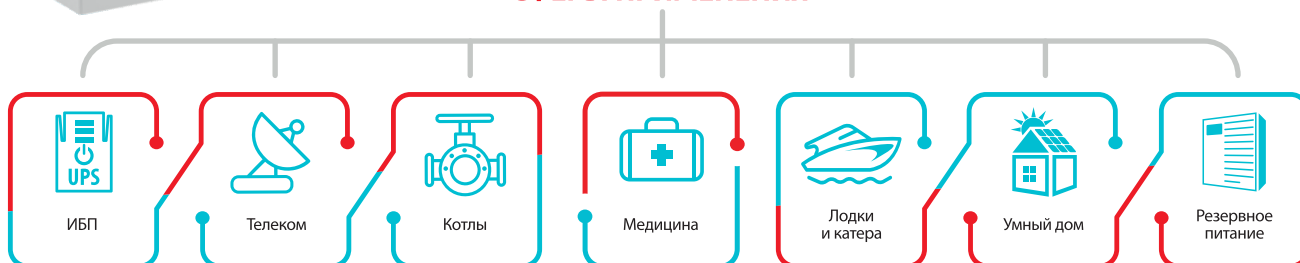 UPS
ИБП
Телеком
Котлы
Медицина
Лодки
и катера
Умный дом
Резервное
питание